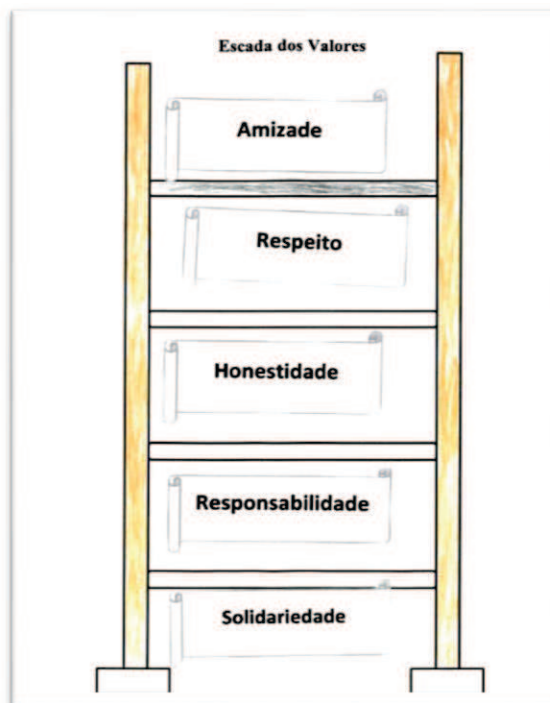 Escada dos Valores
Amizade
Respeito
Honestidade
Responsabilidade
Solidariedade